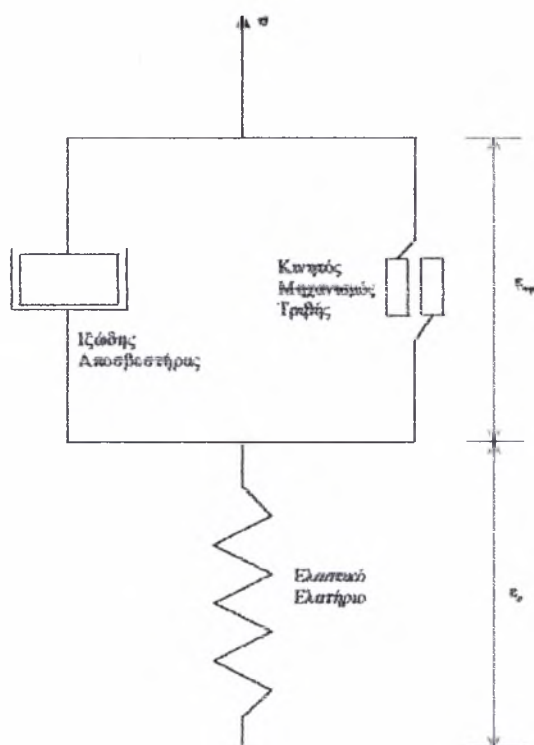 σ
Κινητός
Μηχανισμός
Τριβής
Ιξώδης
Αποσβεστήρας
Ελαστικό
Ελατήριο